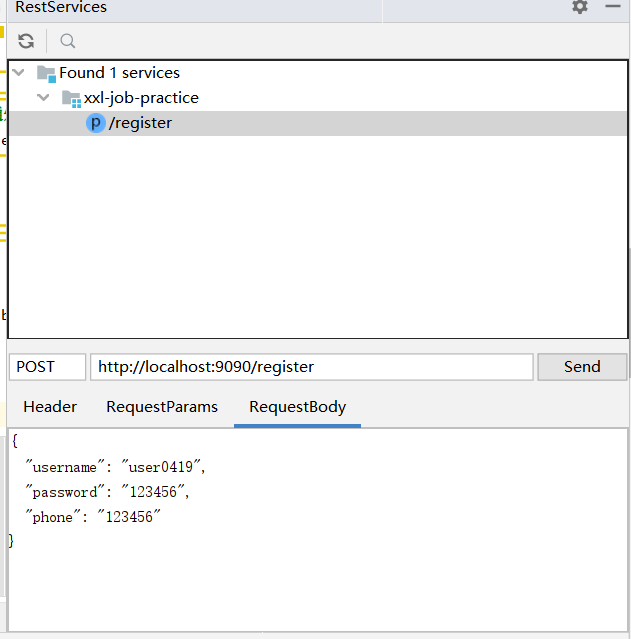 RestServices
Found 1 services
xxl-job-practice
p /register
POST http://localhost:9090/register Send
Header RequestParams RequestBody
{
"username": "user0419",
"password": "123456",
"phone": "123456"
}